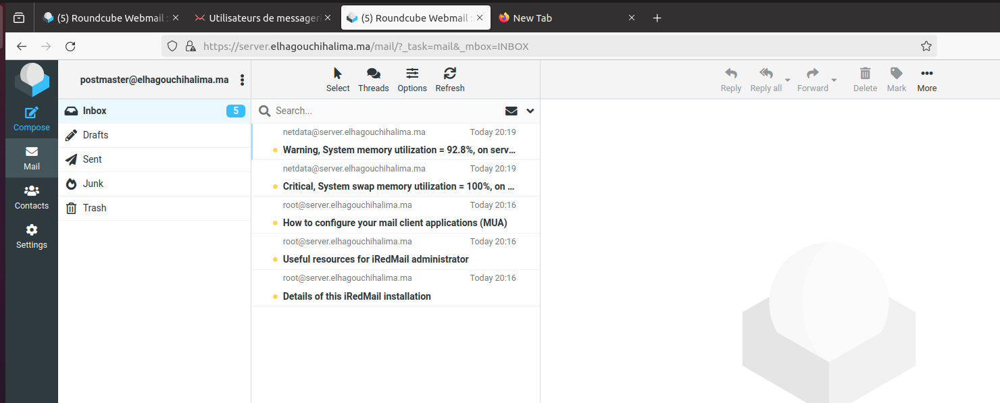 (5) Roundcube Webmail :
Utilisateurs de messageri
(5) Roundcube Webmail :
New Tab
https://server.elhagouchihalima.ma/mail/?_task=mail&_mbox=INBOX
Compose
Mail
Contacts
Settings
postmaster@elhagouchihalima.ma
Inbox 5
Drafts
Sent
Junk
Trash
Select Threads Options Refresh
Search...
netdata@server.elhagouchihalima.ma Today 20:19
Warning, System memory utilization = 92.8%, on serv...
netdata@server.elhagouchihalima.ma Today 20:19
Critical, System swap memory utilization = 100%, on ...
root@server.elhagouchihalima.ma Today 20:16
How to configure your mail client applications (MUA)
root@server.elhagouchihalima.ma Today 20:16
Useful resources for iRedMail administrator
root@server.elhagouchihalima.ma Today 20:16
Details of this iRedMail installation
Reply Reply all Forward Delete Mark More